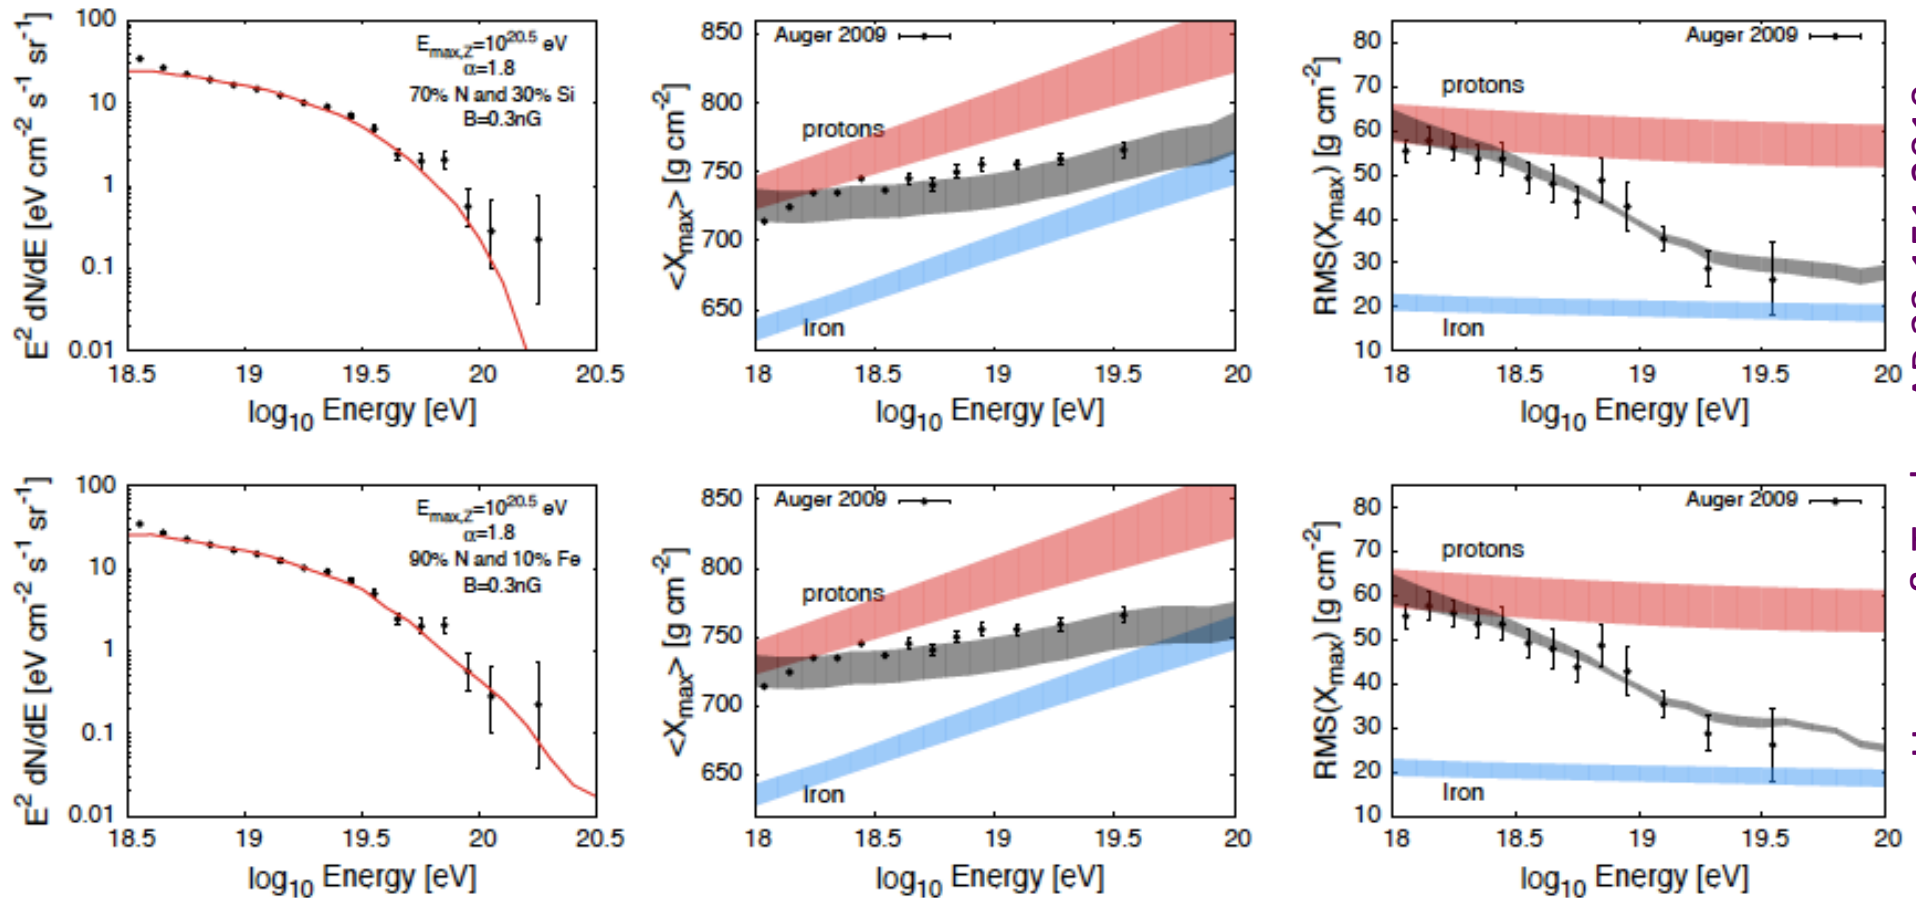 100
10
1
0.1
0.01
E² dN/dE [eV cm⁻² s⁻¹ sr⁻¹]
E_max,Z=10^20.5 eV
α=1.8
70% N and 30% Si
B=0.3nG
18.5 19 19.5 20 20.5
log₁₀ Energy [eV]
850
800
750
700
650
<X_max> [g cm⁻²]
Auger 2009
protons
Iron
18 18.5 19 19.5 20
log₁₀ Energy [eV]
80
70
60
50
40
30
20
10
RMS(X_max) [g cm⁻²]
Auger 2009
protons
Iron
18 18.5 19 19.5 20
log₁₀ Energy [eV]
100
10
1
0.1
0.01
E² dN/dE [eV cm⁻² s⁻¹ sr⁻¹]
E_max,Z=10^20.5 eV
α=1.8
90% N and 10% Fe
B=0.3nG
18.5 19 19.5 20 20.5
log₁₀ Energy [eV]
850
800
750
700
650
<X_max> [g cm⁻²]
Auger 2009
protons
Iron
18 18.5 19 19.5 20
log₁₀ Energy [eV]
80
70
60
50
40
30
20
10
RMS(X_max) [g cm⁻²]
Auger 2009
protons
Iron
18 18.5 19 19.5 20
log₁₀ Energy [eV]